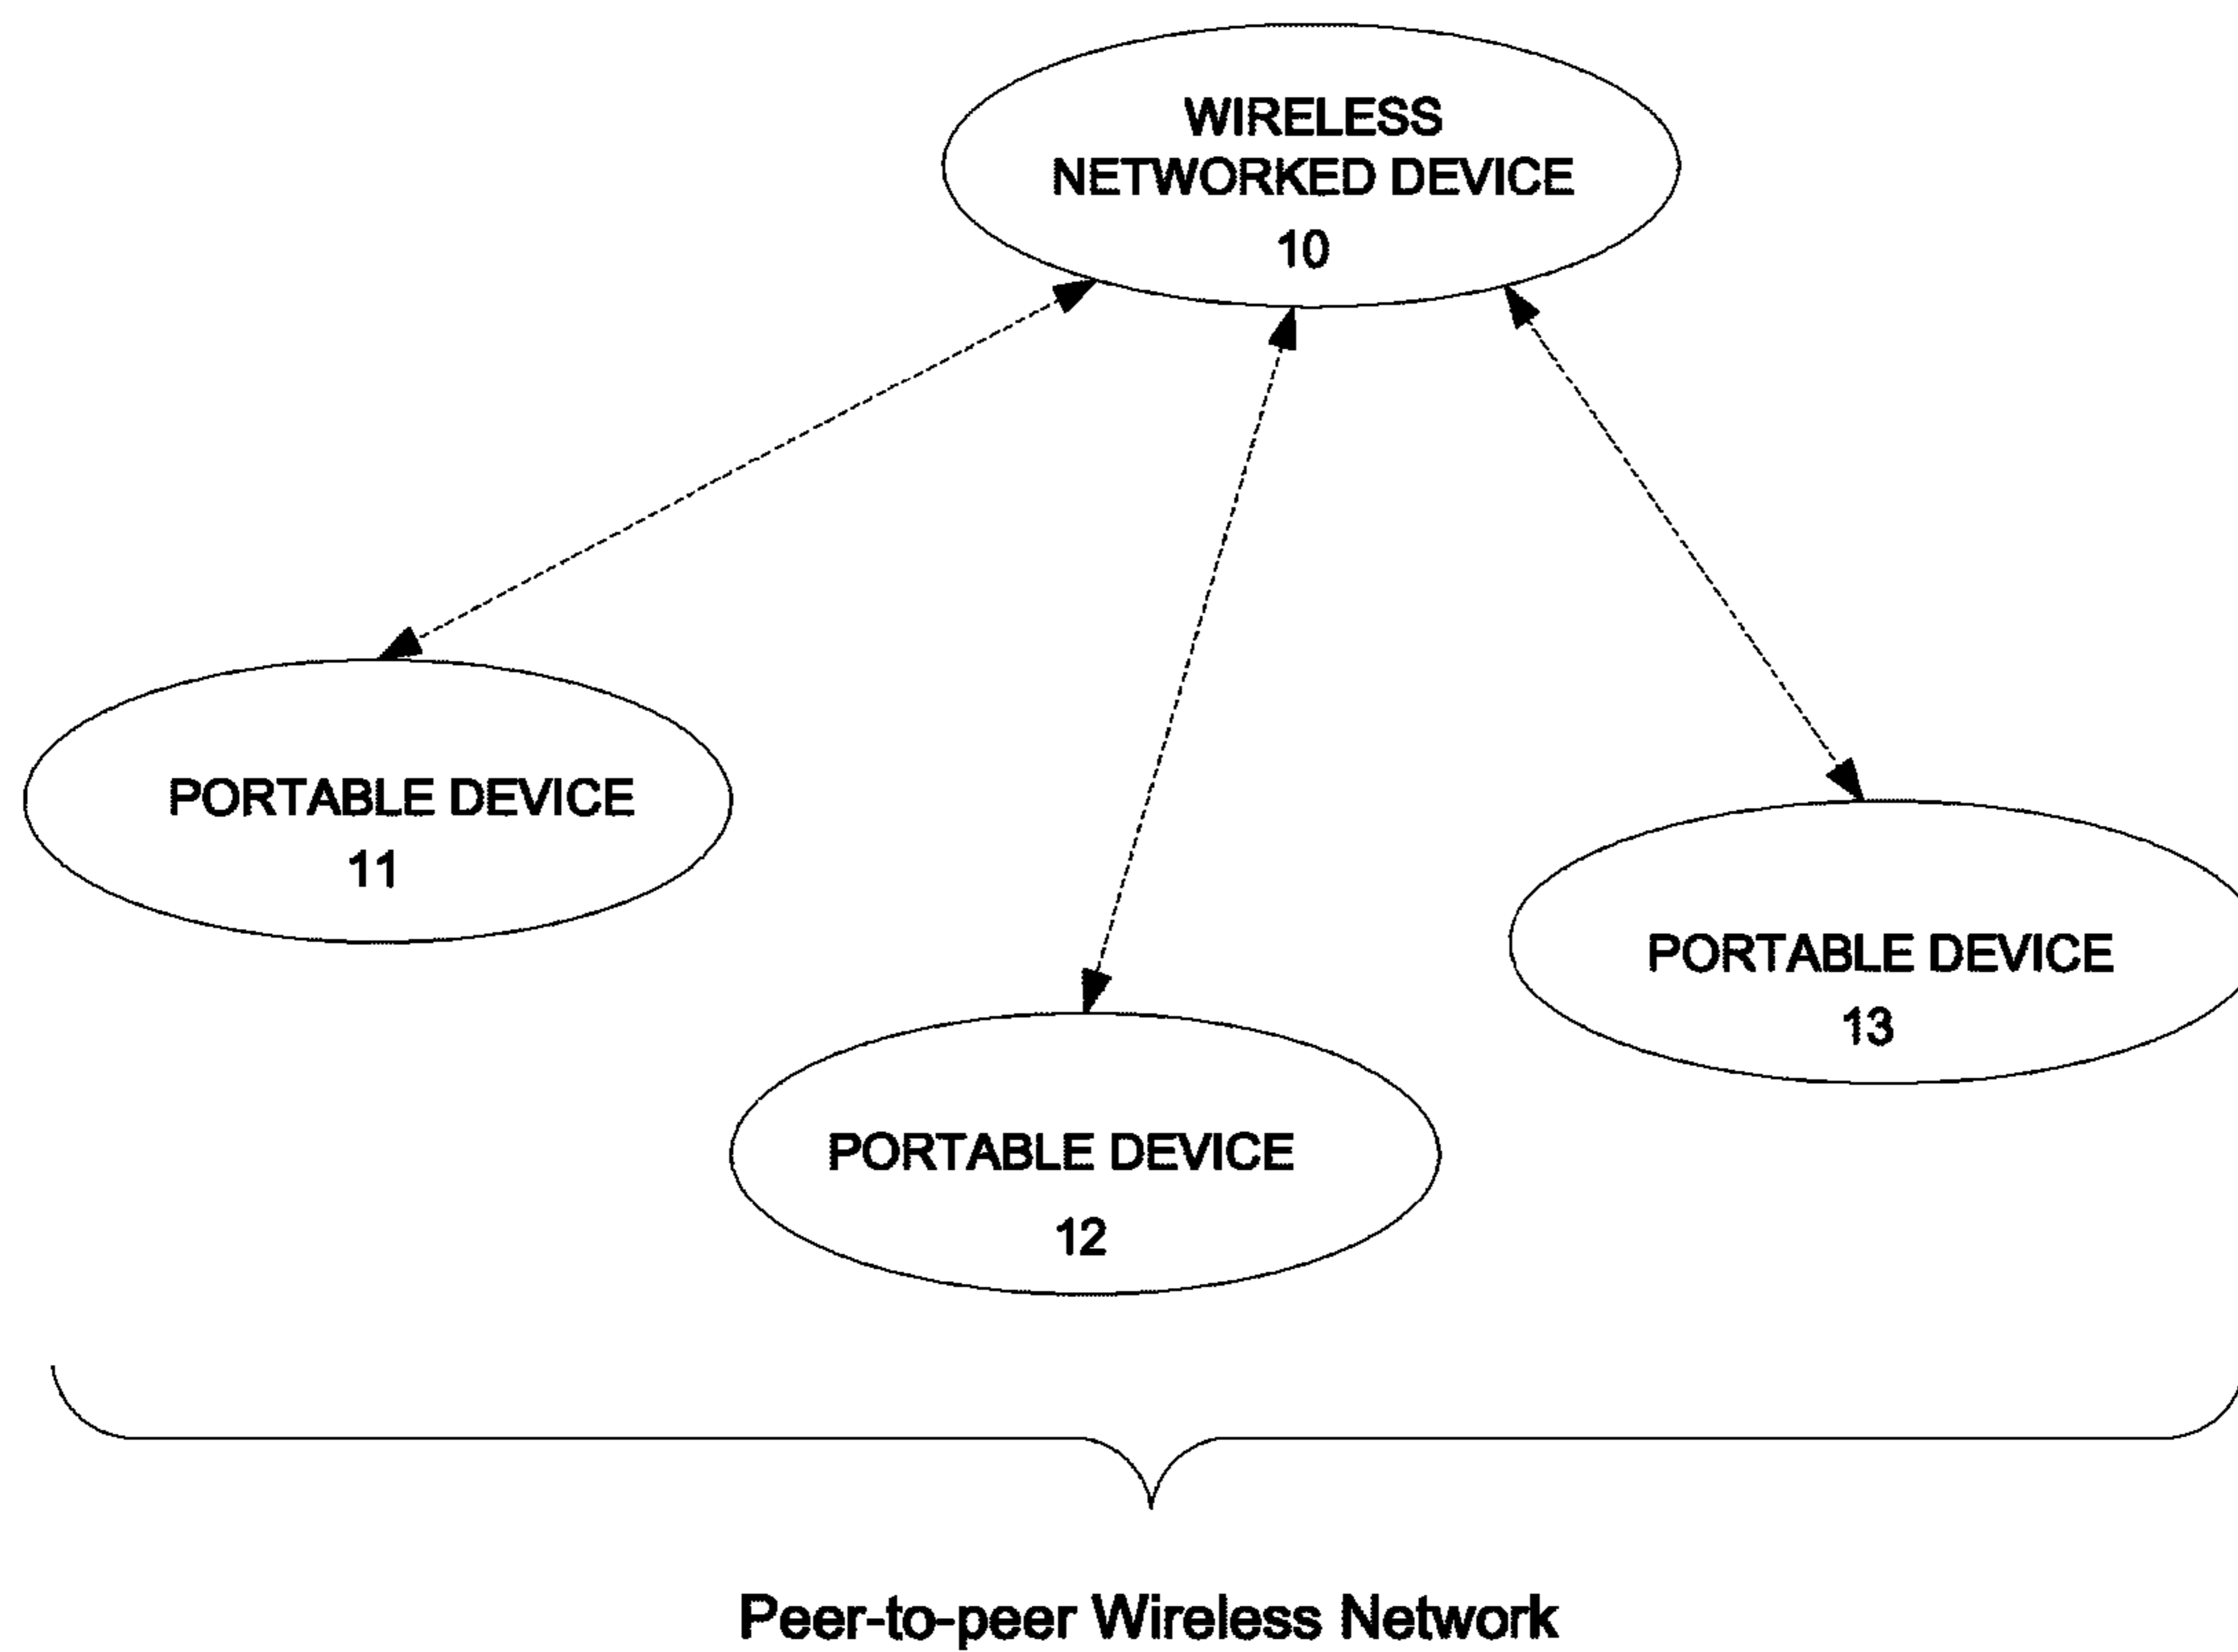 WIRELESS
NETWORKED DEVICE
10
PORTABLE DEVICE
11
PORTABLE DEVICE
13
PORTABLE DEVICE
12
Peer-to-peer Wireless Network